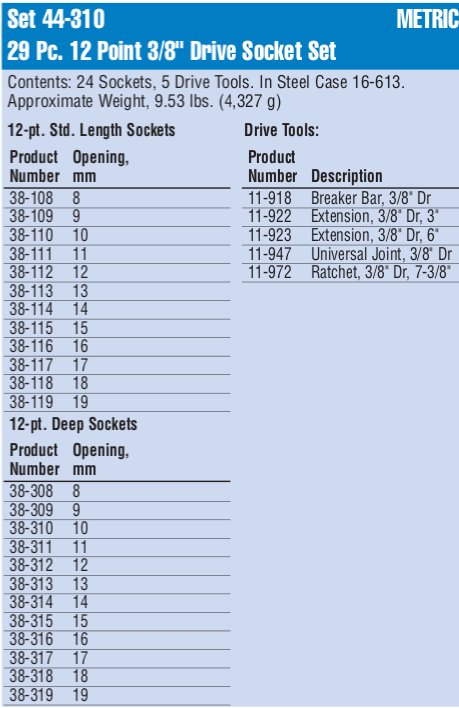 Set 44-310 METRIC
29 Pc. 12 Point 3/8" Drive Socket Set
Contents: 24 Sockets, 5 Drive Tools. In Steel Case 16-613.
Approximate Weight, 9.53 lbs. (4,327 g)
12-pt. Std. Length Sockets
Product Opening,
Number mm
38-108 8
38-109 9
38-110 10
38-111 11
38-112 12
38-113 13
38-114 14
38-115 15
38-116 16
38-117 17
38-118 18
38-119 19
12-pt. Deep Sockets
Product Opening,
Number mm
38-308 8
38-309 9
38-310 10
38-311 11
38-312 12
38-313 13
38-314 14
38-315 15
38-316 16
38-317 17
38-318 18
38-319 19
Drive Tools:
Product
Number Description
11-918 Breaker Bar, 3/8" Dr
11-922 Extension, 3/8" Dr, 3"
11-923 Extension, 3/8" Dr, 6"
11-947 Universal Joint, 3/8" Dr
11-972 Ratchet, 3/8" Dr, 7-3/8"